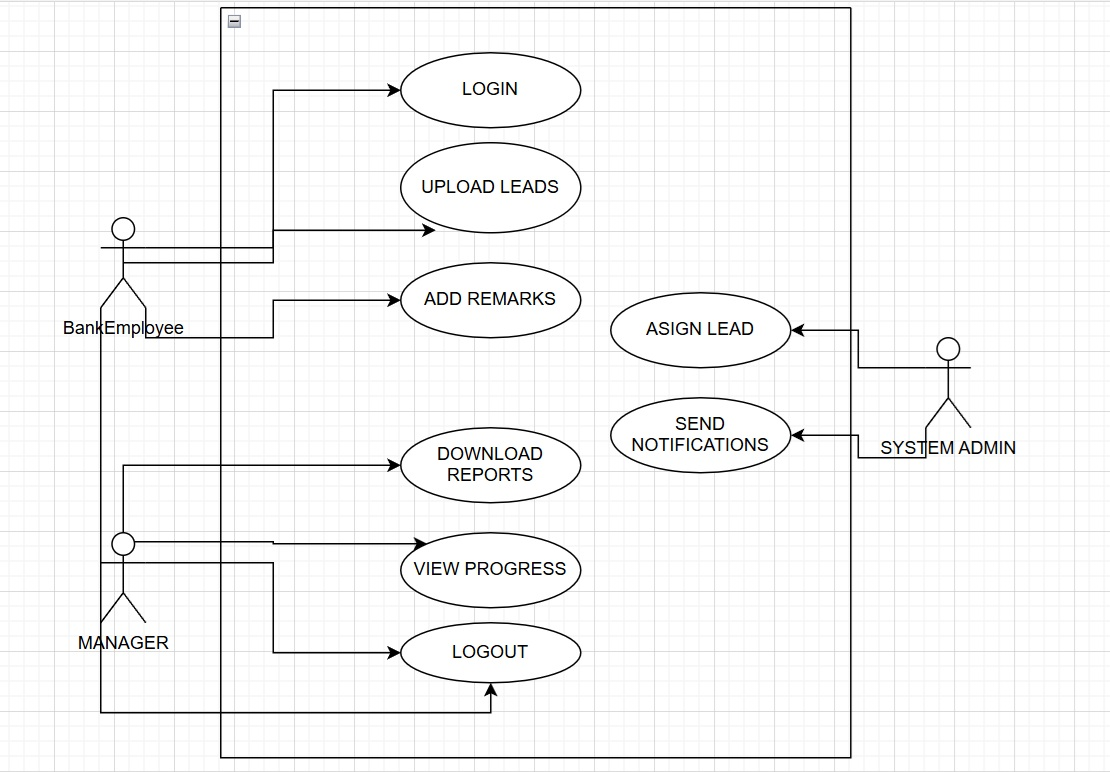 LOGIN
UPLOAD LEADS
BankEmployee
ADD REMARKS
ASIGN LEAD
SEND
NOTIFICATIONS
SYSTEM ADMIN
DOWNLOAD
REPORTS
VIEW PROGRESS
MANAGER
LOGOUT